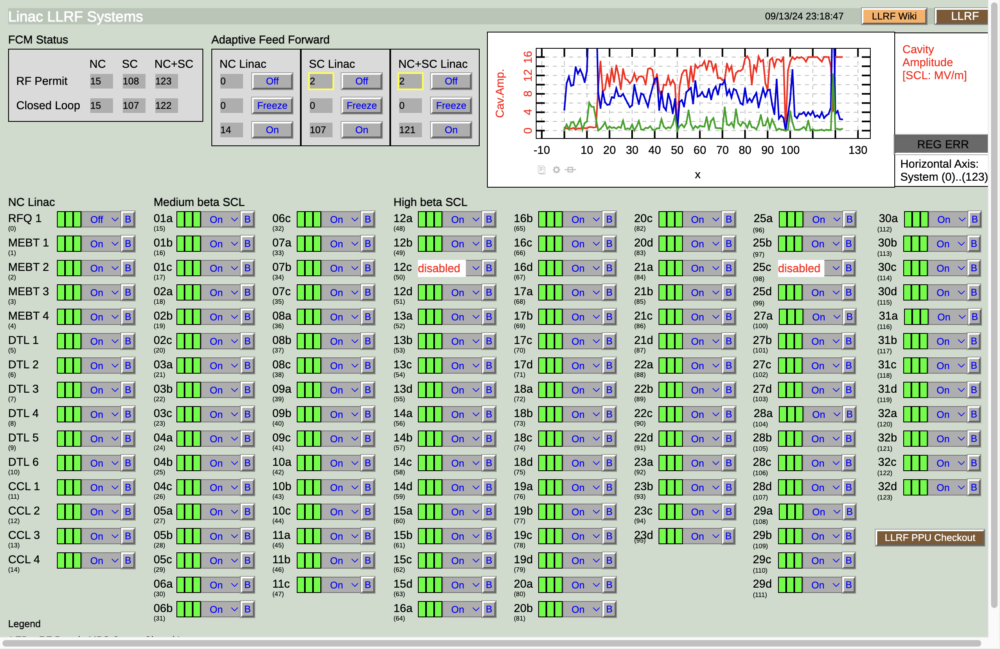 Linac LLRF Systems 09/13/24 23:18:47 LLRF Wiki LLRF
FCM Status
NC SC NC+SC
RF Permit 15 108 123
Closed Loop 15 107 122
Adaptive Feed Forward
NC Linac SC Linac NC+SC Linac
0 Off 2 Off 2 Off
0 Freeze 0 Freeze 0 Freeze
14 On 107 On 121 On
Cav.Amp.
16
12
8
4
0
-10 10 20 30 40 50 60 70 80 90 100 130
x
Cavity
Amplitude
[SCL: MV/m]
REG ERR
Horizontal Axis:
System (0)..(123)
NC Linac
RFQ 1 Off B
(0)
MEBT 1 On B
(1)
MEBT 2 On B
(2)
MEBT 3 On B
(3)
MEBT 4 On B
(4)
DTL 1 On B
(5)
DTL 2 On B
(6)
DTL 3 On B
(7)
DTL 4 On B
(8)
DTL 5 On B
(9)
DTL 6 On B
(10)
CCL 1 On B
(11)
CCL 2 On B
(12)
CCL 3 On B
(13)
CCL 4 On B
(14)
Medium beta SCL
01a On B
(15)
01b On B
(16)
01c On B
(17)
02a On B
(18)
02b On B
(19)
02c On B
(20)
03a On B
(21)
03b On B
(22)
03c On B
(23)
04a On B
(24)
04b On B
(25)
04c On B
(26)
05a On B
(27)
05b On B
(28)
05c On B
(29)
06a On B
(30)
06b On B
(31)
06c On B
(32)
07a On B
(33)
07b On B
(34)
07c On B
(35)
08a On B
(36)
08b On B
(37)
08c On B
(38)
09a On B
(39)
09b On B
(40)
09c On B
(41)
10a On B
(42)
10b On B
(43)
10c On B
(44)
11a On B
(45)
11b On B
(46)
11c On B
(47)
High beta SCL
12a On B
(48)
12b On B
(49)
12c disabled B
(50)
12d On B
(51)
13a On B
(52)
13b On B
(53)
13c On B
(54)
13d On B
(55)
14a On B
(56)
14b On B
(57)
14c On B
(58)
14d On B
(59)
15a On B
(60)
15b On B
(61)
15c On B
(62)
15d On B
(63)
16a On B
(64)
16b On B
(65)
16c On B
(66)
16d On B
(67)
17a On B
(68)
17b On B
(69)
17c On B
(70)
17d On B
(71)
18a On B
(72)
18b On B
(73)
18c On B
(74)
18d On B
(75)
19a On B
(76)
19b On B
(77)
19c On B
(78)
19d On B
(79)
20a On B
(80)
20b On B
(81)
20c On B
(82)
20d On B
(83)
21a On B
(84)
21b On B
(85)
21c On B
(86)
21d On B
(87)
22a On B
(88)
22b On B
(89)
22c On B
(90)
22d On B
(91)
23a On B
(92)
23b On B
(93)
23c On B
(94)
23d On B
(95)
25a On B
(96)
25b On B
(97)
25c disabled B
(98)
25d On B
(99)
27a On B
(100)
27b On B
(101)
27c On B
(102)
27d On B
(103)
28a On B
(104)
28b On B
(105)
28c On B
(106)
28d On B
(107)
29a On B
(108)
29b On B
(109)
29c On B
(110)
29d On B
(111)
30a On B
(112)
30b On B
(113)
30c On B
(114)
30d On B
(115)
31a On B
(116)
31b On B
(117)
31c On B
(118)
31d On B
(119)
32a On B
(120)
32b On B
(121)
32c On B
(122)
32d On B
(123)
LLRF PPU Checkout
Legend